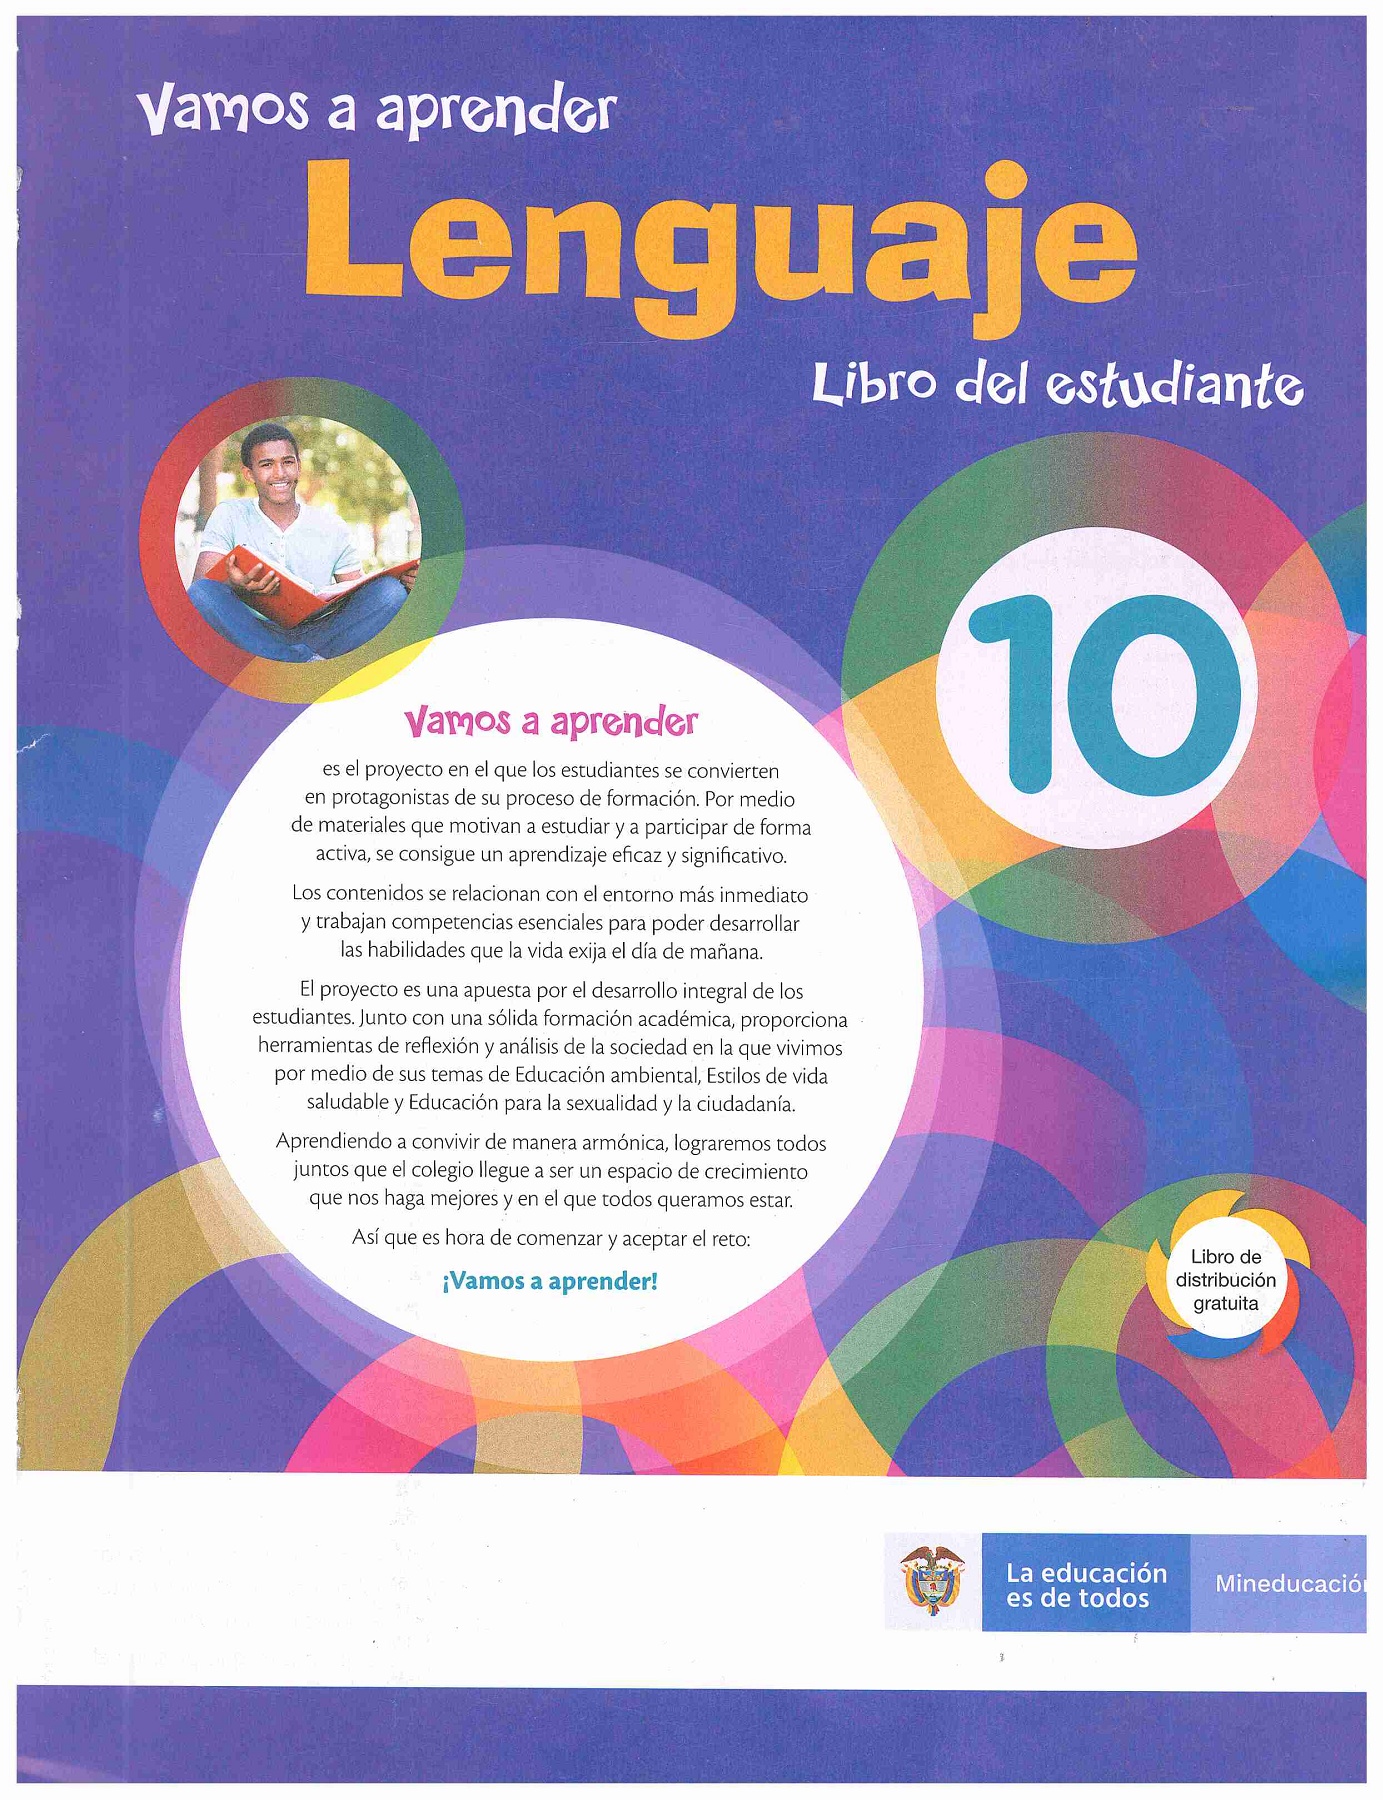 Vamos a aprender
Lenguaje
Libro del estudiante
10
Vamos a aprender
es el proyecto en el que los estudiantes se convierten
en protagonistas de su proceso de formación. Por medio
de materiales que motivan a estudiar y a participar de forma
activa, se consigue un aprendizaje eficaz y significativo.
Los contenidos se relacionan con el entorno más inmediato
y trabajan competencias esenciales para poder desarrollar
las habilidades que la vida exija el día de mañana.
El proyecto es una apuesta por el desarrollo integral de los
estudiantes. Junto con una sólida formación académica, proporciona
herramientas de reflexión y análisis de la sociedad en la que vivimos
por medio de sus temas de Educación ambiental, Estilos de vida
saludable y Educación para la sexualidad y la ciudadanía.
Aprendiendo a convivir de manera armónica, lograremos todos
juntos que el colegio llegue a ser un espacio de crecimiento
que nos haga mejores y en el que todos queramos estar.
Así que es hora de comenzar y aceptar el reto:
¡Vamos a aprender!
Libro de
distribución
gratuita
La educación
es de todos
Mineducació